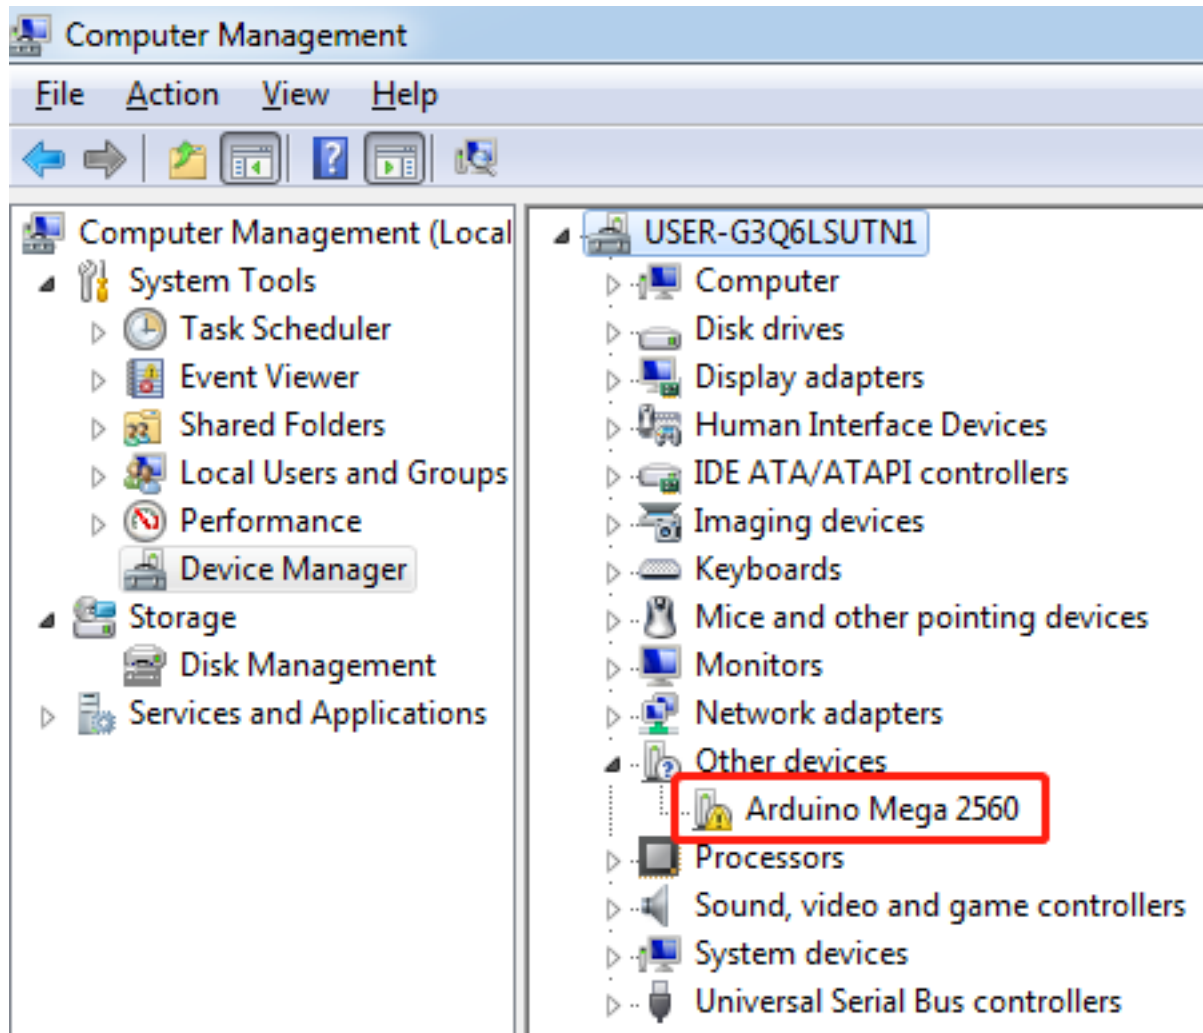 Computer Management
File Action View Help
Computer Management (Local
System Tools
Task Scheduler
Event Viewer
Shared Folders
Local Users and Groups
Performance
Device Manager
Storage
Disk Management
Services and Applications
USER-G3Q6LSUTN1
Computer
Disk drives
Display adapters
Human Interface Devices
IDE ATA/ATAPI controllers
Imaging devices
Keyboards
Mice and other pointing devices
Monitors
Network adapters
Other devices
Arduino Mega 2560
Processors
Sound, video and game controllers
System devices
Universal Serial Bus controllers